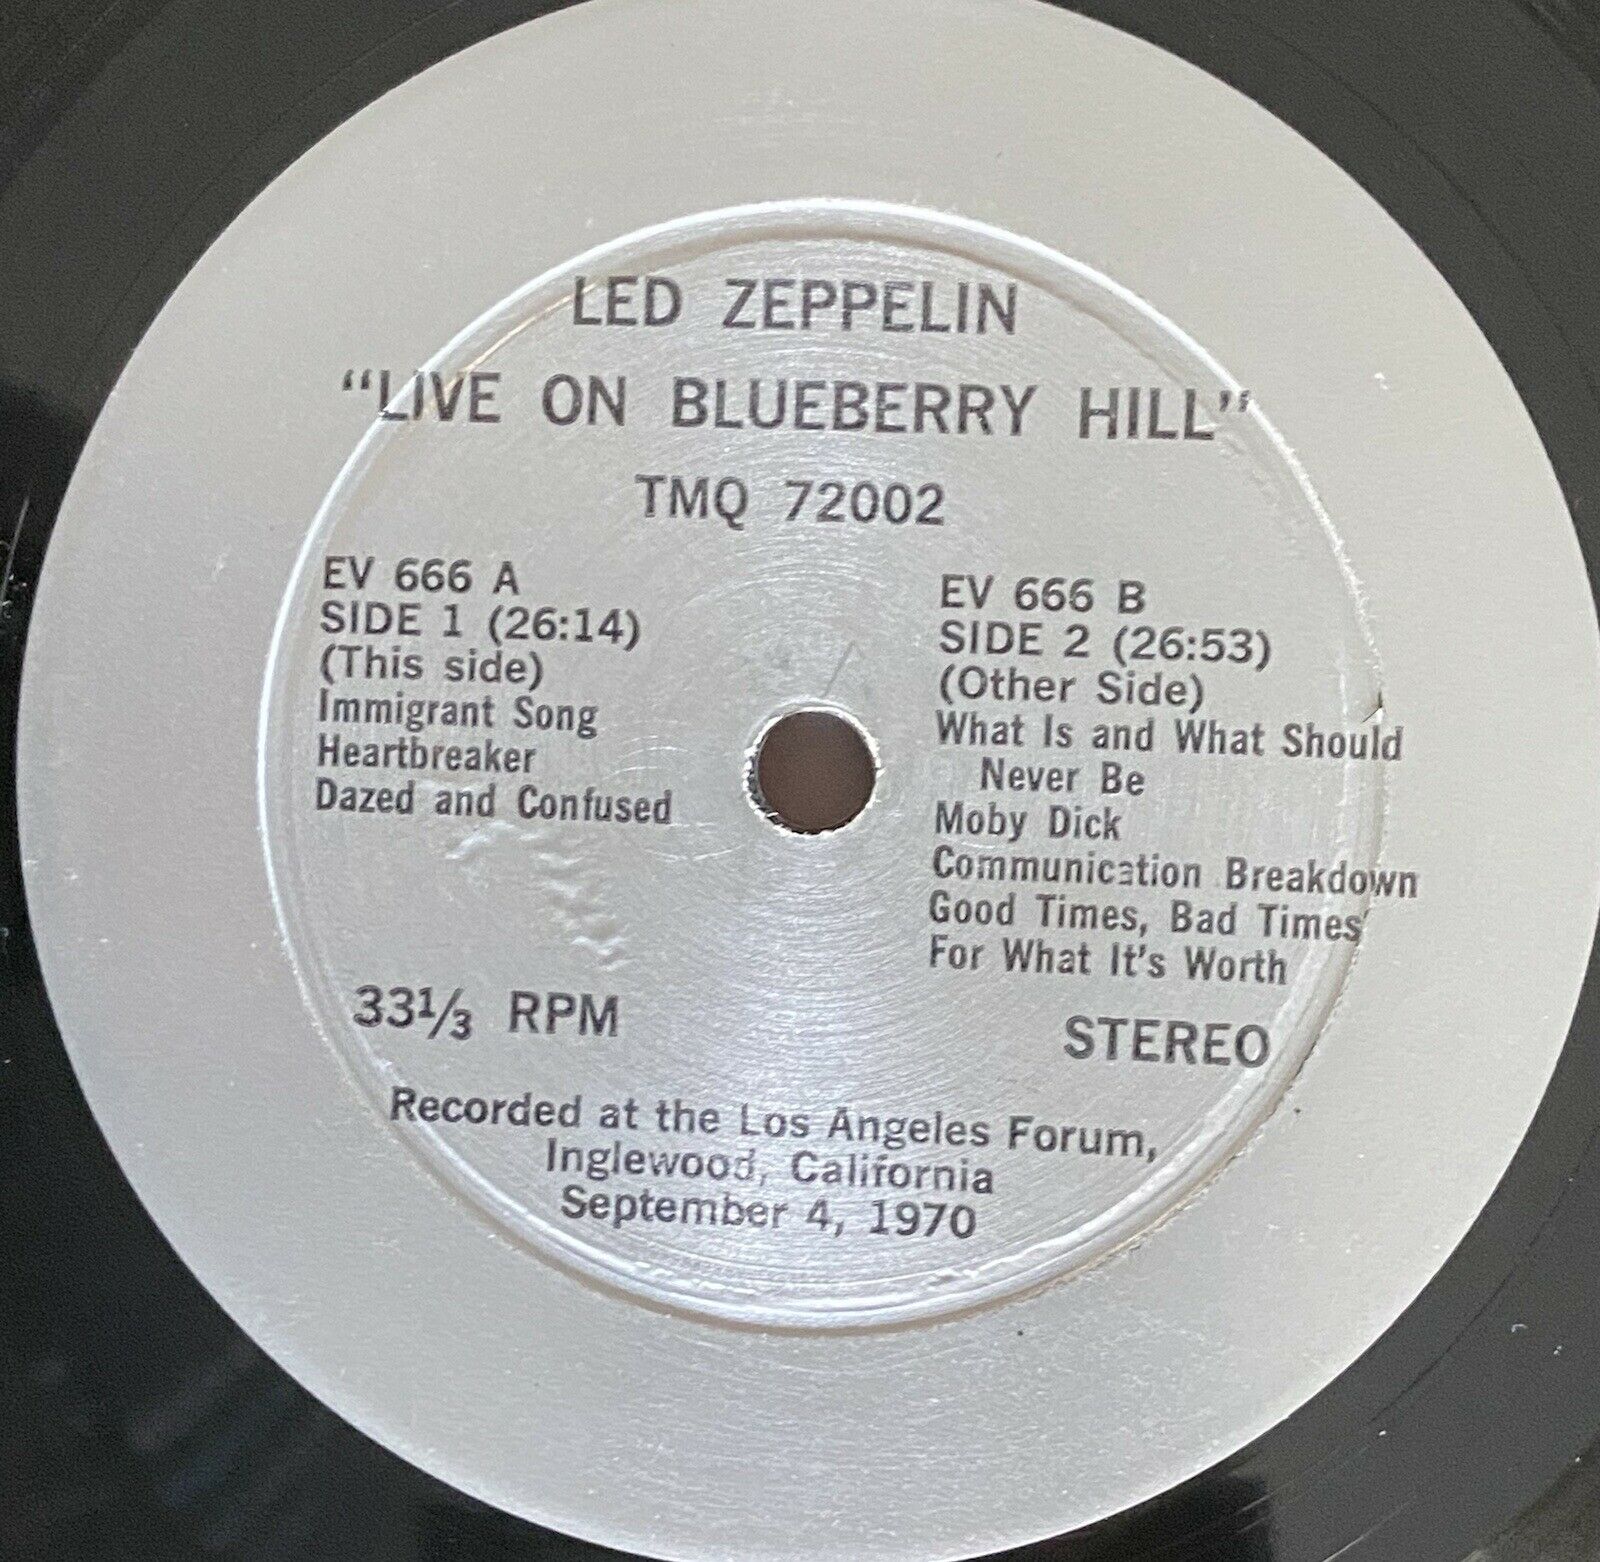 LED ZEPPELIN
"LIVE ON BLUEBERRY HILL"
TMQ 72002
EV 666 A
SIDE 1 (26:14)
(This side)
Immigrant Song
Heartbreaker
Dazed and Confused
EV 666 B
SIDE 2 (26:53)
(Other Side)
What Is and What Should
Never Be
Moby Dick
Communication Breakdown
Good Times, Bad Times
For What It's Worth
33⅓ RPM
STEREO
Recorded at the Los Angeles Forum,
Inglewood, California
September 4, 1970